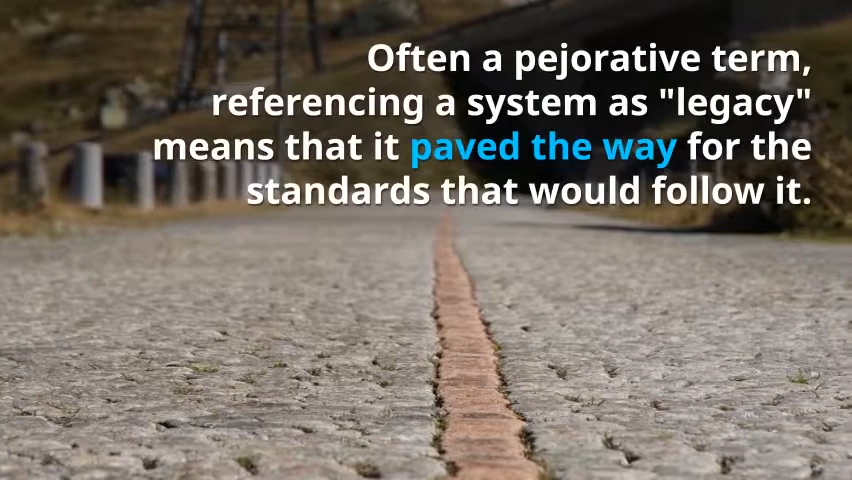 Often a pejorative term,
referencing a system as "legacy"
means that it paved the way for the
standards that would follow it.